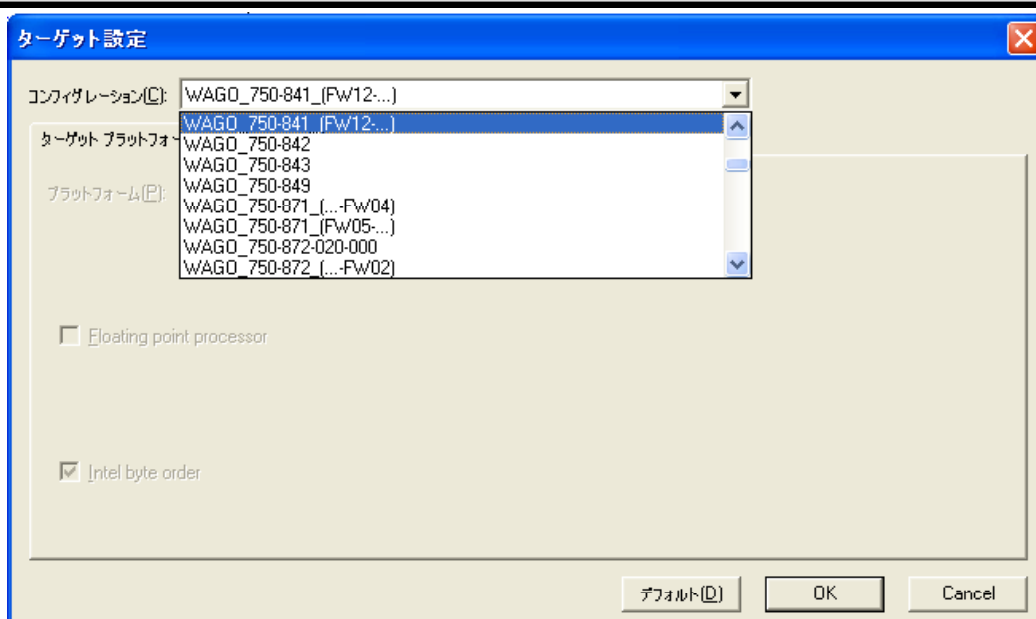 ターゲット設定
コンフィグレーション(C): WAGO_750-841_(FW12-...)
WAGO_750-841_(FW12-...)
ターゲット プラットフォー
WAGO_750-842
WAGO_750-843
プラットフォーム(P):
WAGO_750-849
WAGO_750-871_(...-FW04)
WAGO_750-871_(FW05-...)
WAGO_750-872-020-000
WAGO_750-872_(...-FW02)
Floating point processor
Intel byte order
デフォルト(D) OK Cancel